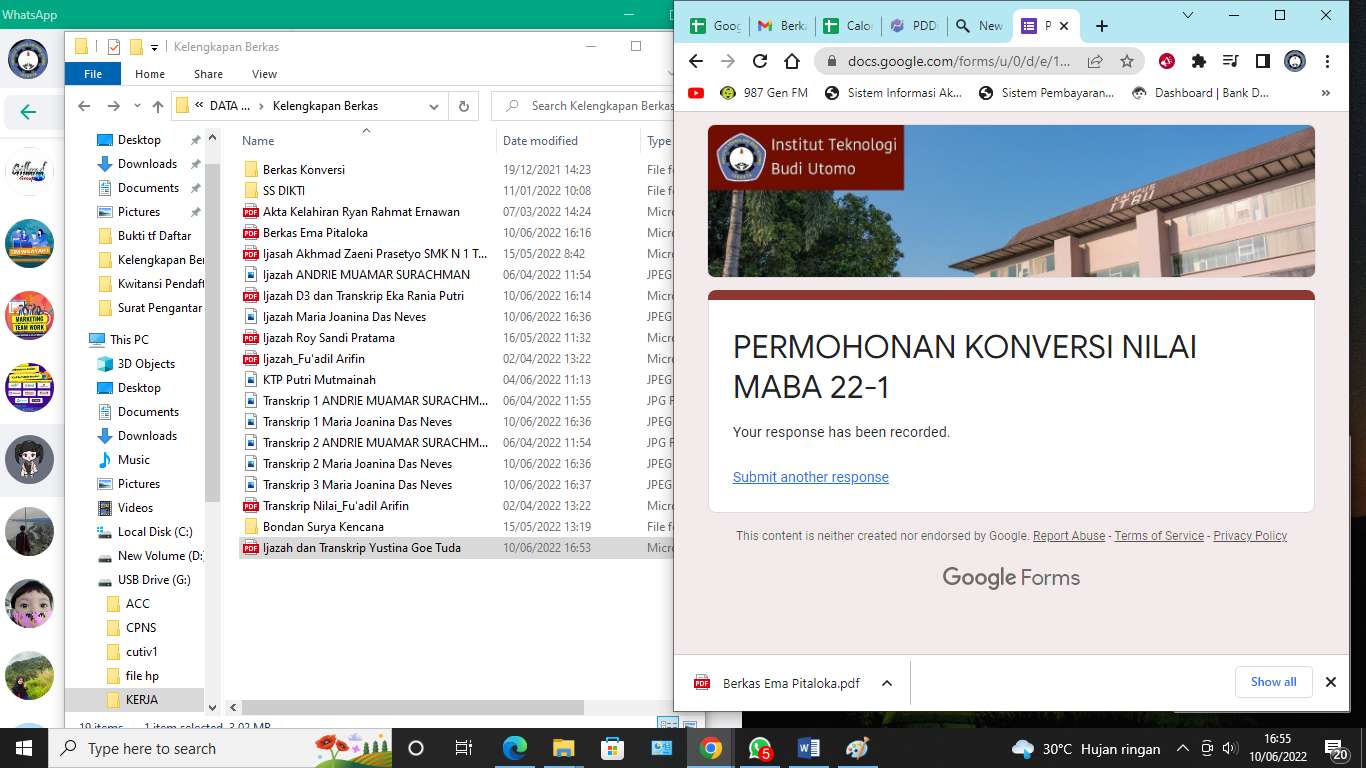 WhatsApp
Kelengkapan Berkas
File Home Share View
DATA ... Kelengkapan Berkas
Search Kelengkapan Berkas
Desktop
Downloads
Documents
Pictures
Bukti tf Daftar
Kelengkapan Ber
Kwitansi Pendaft
Surat Pengantar
This PC
3D Objects
Desktop
Documents
Downloads
Music
Pictures
Videos
Local Disk (C:)
New Volume (D:
USB Drive (G:)
ACC
CPNS
cutiv1
file hp
KERJA
Name Date modified Type
Berkas Konversi 19/12/2021 14:23 File fo
SS DIKTI 11/01/2022 10:08 File fo
Akta Kelahiran Ryan Rahmat Ernawan 07/03/2022 14:24 Micro
Berkas Ema Pitaloka 10/06/2022 16:16 Micro
Ijasah Akhmad Zaeni Prasetyo SMK N 1 T... 15/05/2022 8:42 Micro
Ijazah ANDRIE MUAMAR SURACHMAN 06/04/2022 11:54 JPEG
Ijazah D3 dan Transkrip Eka Rania Putri 10/06/2022 16:14 Micro
Ijazah Maria Joanina Das Neves 10/06/2022 16:36 JPEG
Ijazah Roy Sandi Pratama 16/05/2022 11:32 Micro
Ijazah_Fu'adil Arifin 02/04/2022 13:22 Micro
KTP Putri Mutmainah 04/06/2022 11:13 JPEG
Transkrip 1 ANDRIE MUAMAR SURACHM... 06/04/2022 11:55 JPG F
Transkrip 1 Maria Joanina Das Neves 10/06/2022 16:36 JPEG
Transkrip 2 ANDRIE MUAMAR SURACHM... 06/04/2022 11:54 JPG F
Transkrip 2 Maria Joanina Das Neves 10/06/2022 16:36 JPEG
Transkrip 3 Maria Joanina Das Neves 10/06/2022 16:37 JPEG
Transkrip Nilai_Fu'adil Arifin 02/04/2022 13:22 Micro
Bondan Surya Kencana 15/05/2022 13:19 File fo
Ijazah dan Transkrip Yustina Goe Tuda 10/06/2022 16:53 Micro
19 items 1 item selected 3,02 MB
Goog Berka Calo PDD New P
docs.google.com/forms/u/0/d/e/1...
987 Gen FM Sistem Informasi Ak... Sistem Pembayaran... Dashboard | Bank D... »
Institut Teknologi
Budi Utomo
KAMPUS
ITBU
PERMOHONAN KONVERSI NILAI
MABA 22-1
Your response has been recorded.
Submit another response
This content is neither created nor endorsed by Google. Report Abuse - Terms of Service - Privacy Policy
Google Forms
Berkas Ema Pitaloka.pdf
Show all
Type here to search
5
30°C Hujan ringan
16:55
10/06/2022
20